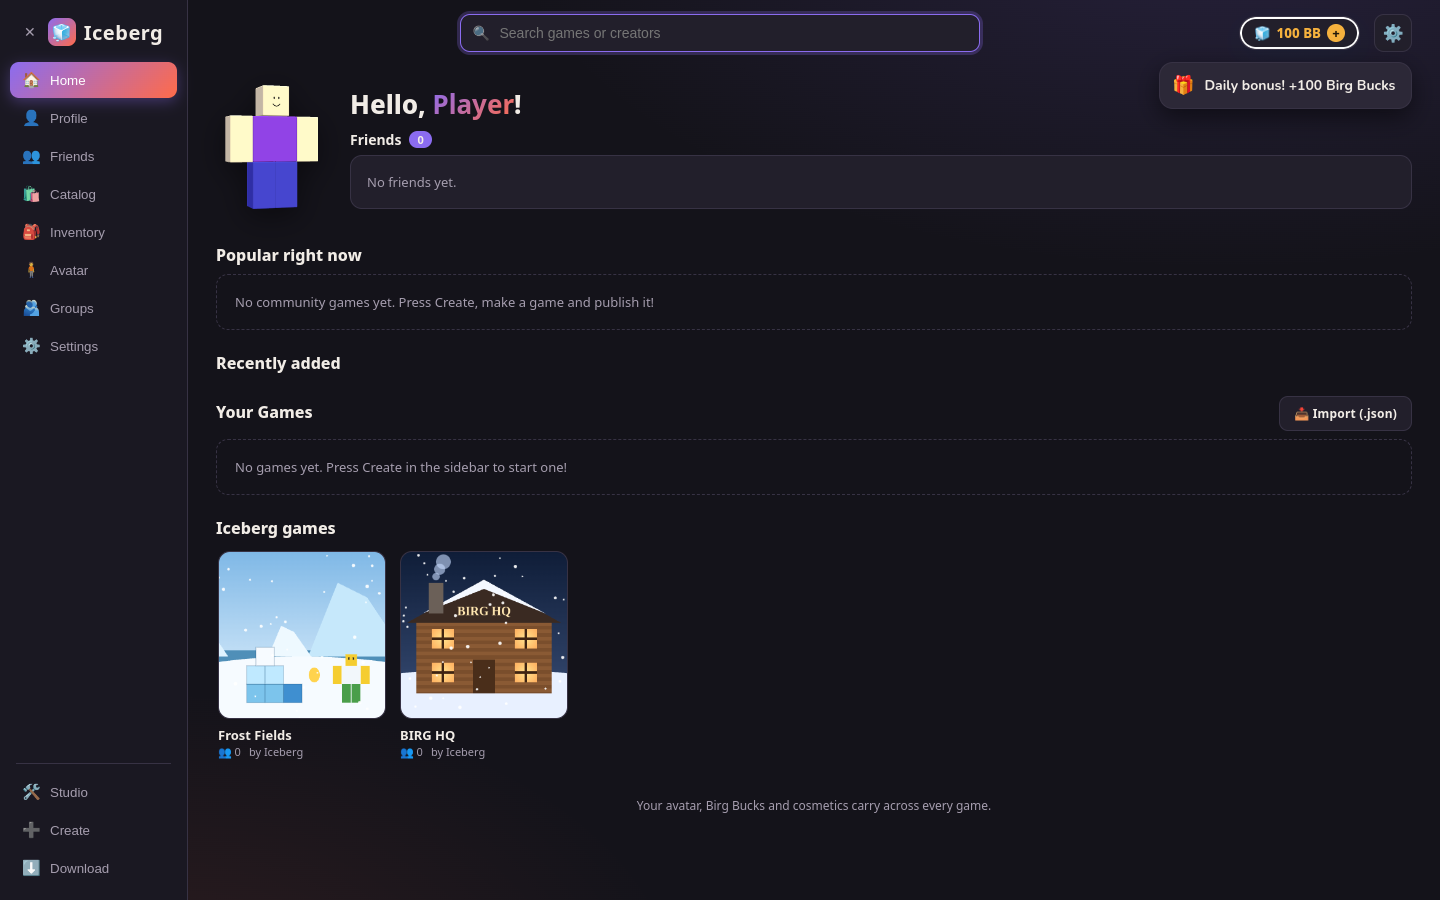 ✕ Iceberg
Home
Profile
Friends
Catalog
Inventory
Avatar
Groups
Settings
Studio
Create
Download
Search games or creators
100 BB +
Daily bonus! +100 Birg Bucks
Hello, Player!
Friends 0
No friends yet.
Popular right now
No community games yet. Press Create, make a game and publish it!
Recently added
Your Games
Import (.json)
No games yet. Press Create in the sidebar to start one!
Iceberg games
BIRG HQ
Frost Fields
0 by Iceberg
BIRG HQ
0 by Iceberg
Your avatar, Birg Bucks and cosmetics carry across every game.